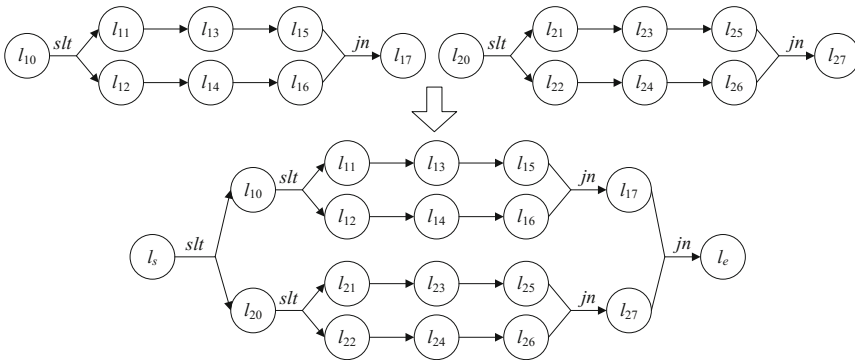 l11 l13 l15 l21 l23 l25
l10 slt jn l17 l20 slt jn l27
l12 l14 l16 l22 l24 l26
l11 l13 l15
l10 slt jn l17
l12 l14 l16
ls slt jn le
l21 l23 l25
l20 slt jn l27
l22 l24 l26